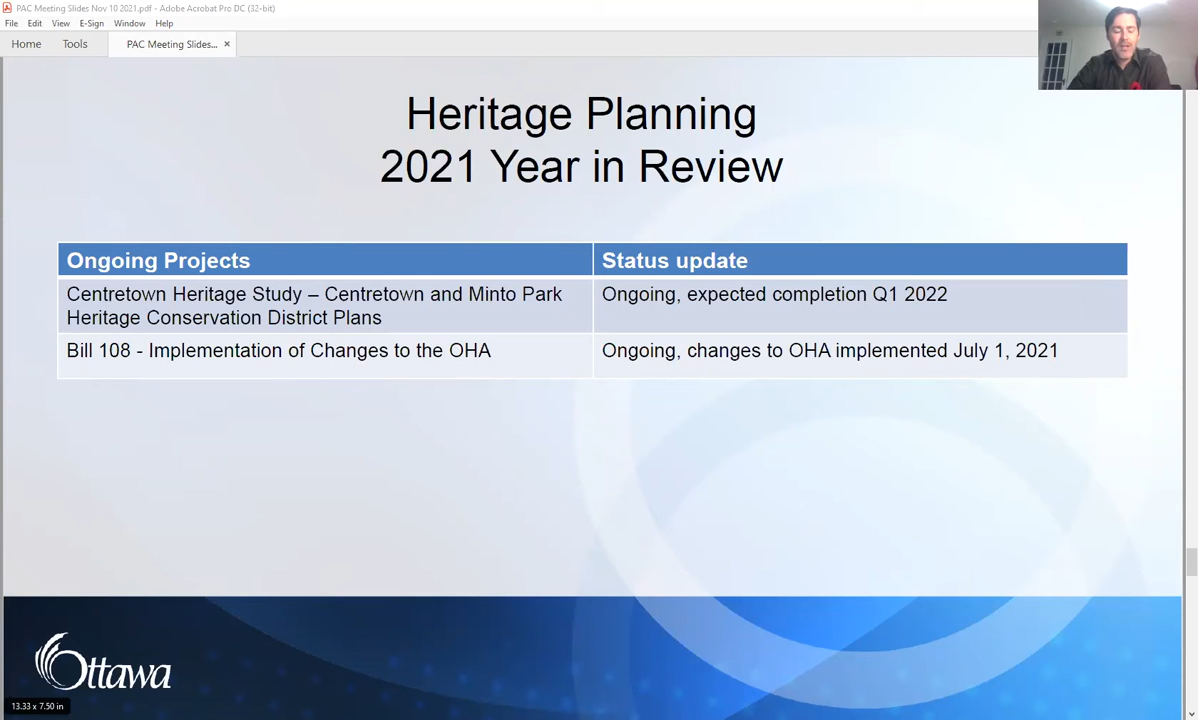 PAC Meeting Slides Nov 10 2021.pdf - Adobe Acrobat Pro DC (32-bit)
File Edit View E-Sign Window Help
Home Tools PAC Meeting Slides... ×
Heritage Planning
2021 Year in Review
Ongoing Projects Status update
Centretown Heritage Study – Centretown and Minto Park Ongoing, expected completion Q1 2022
Heritage Conservation District Plans
Bill 108 - Implementation of Changes to the OHA Ongoing, changes to OHA implemented July 1, 2021
Ottawa
13.33 x 7.50 in